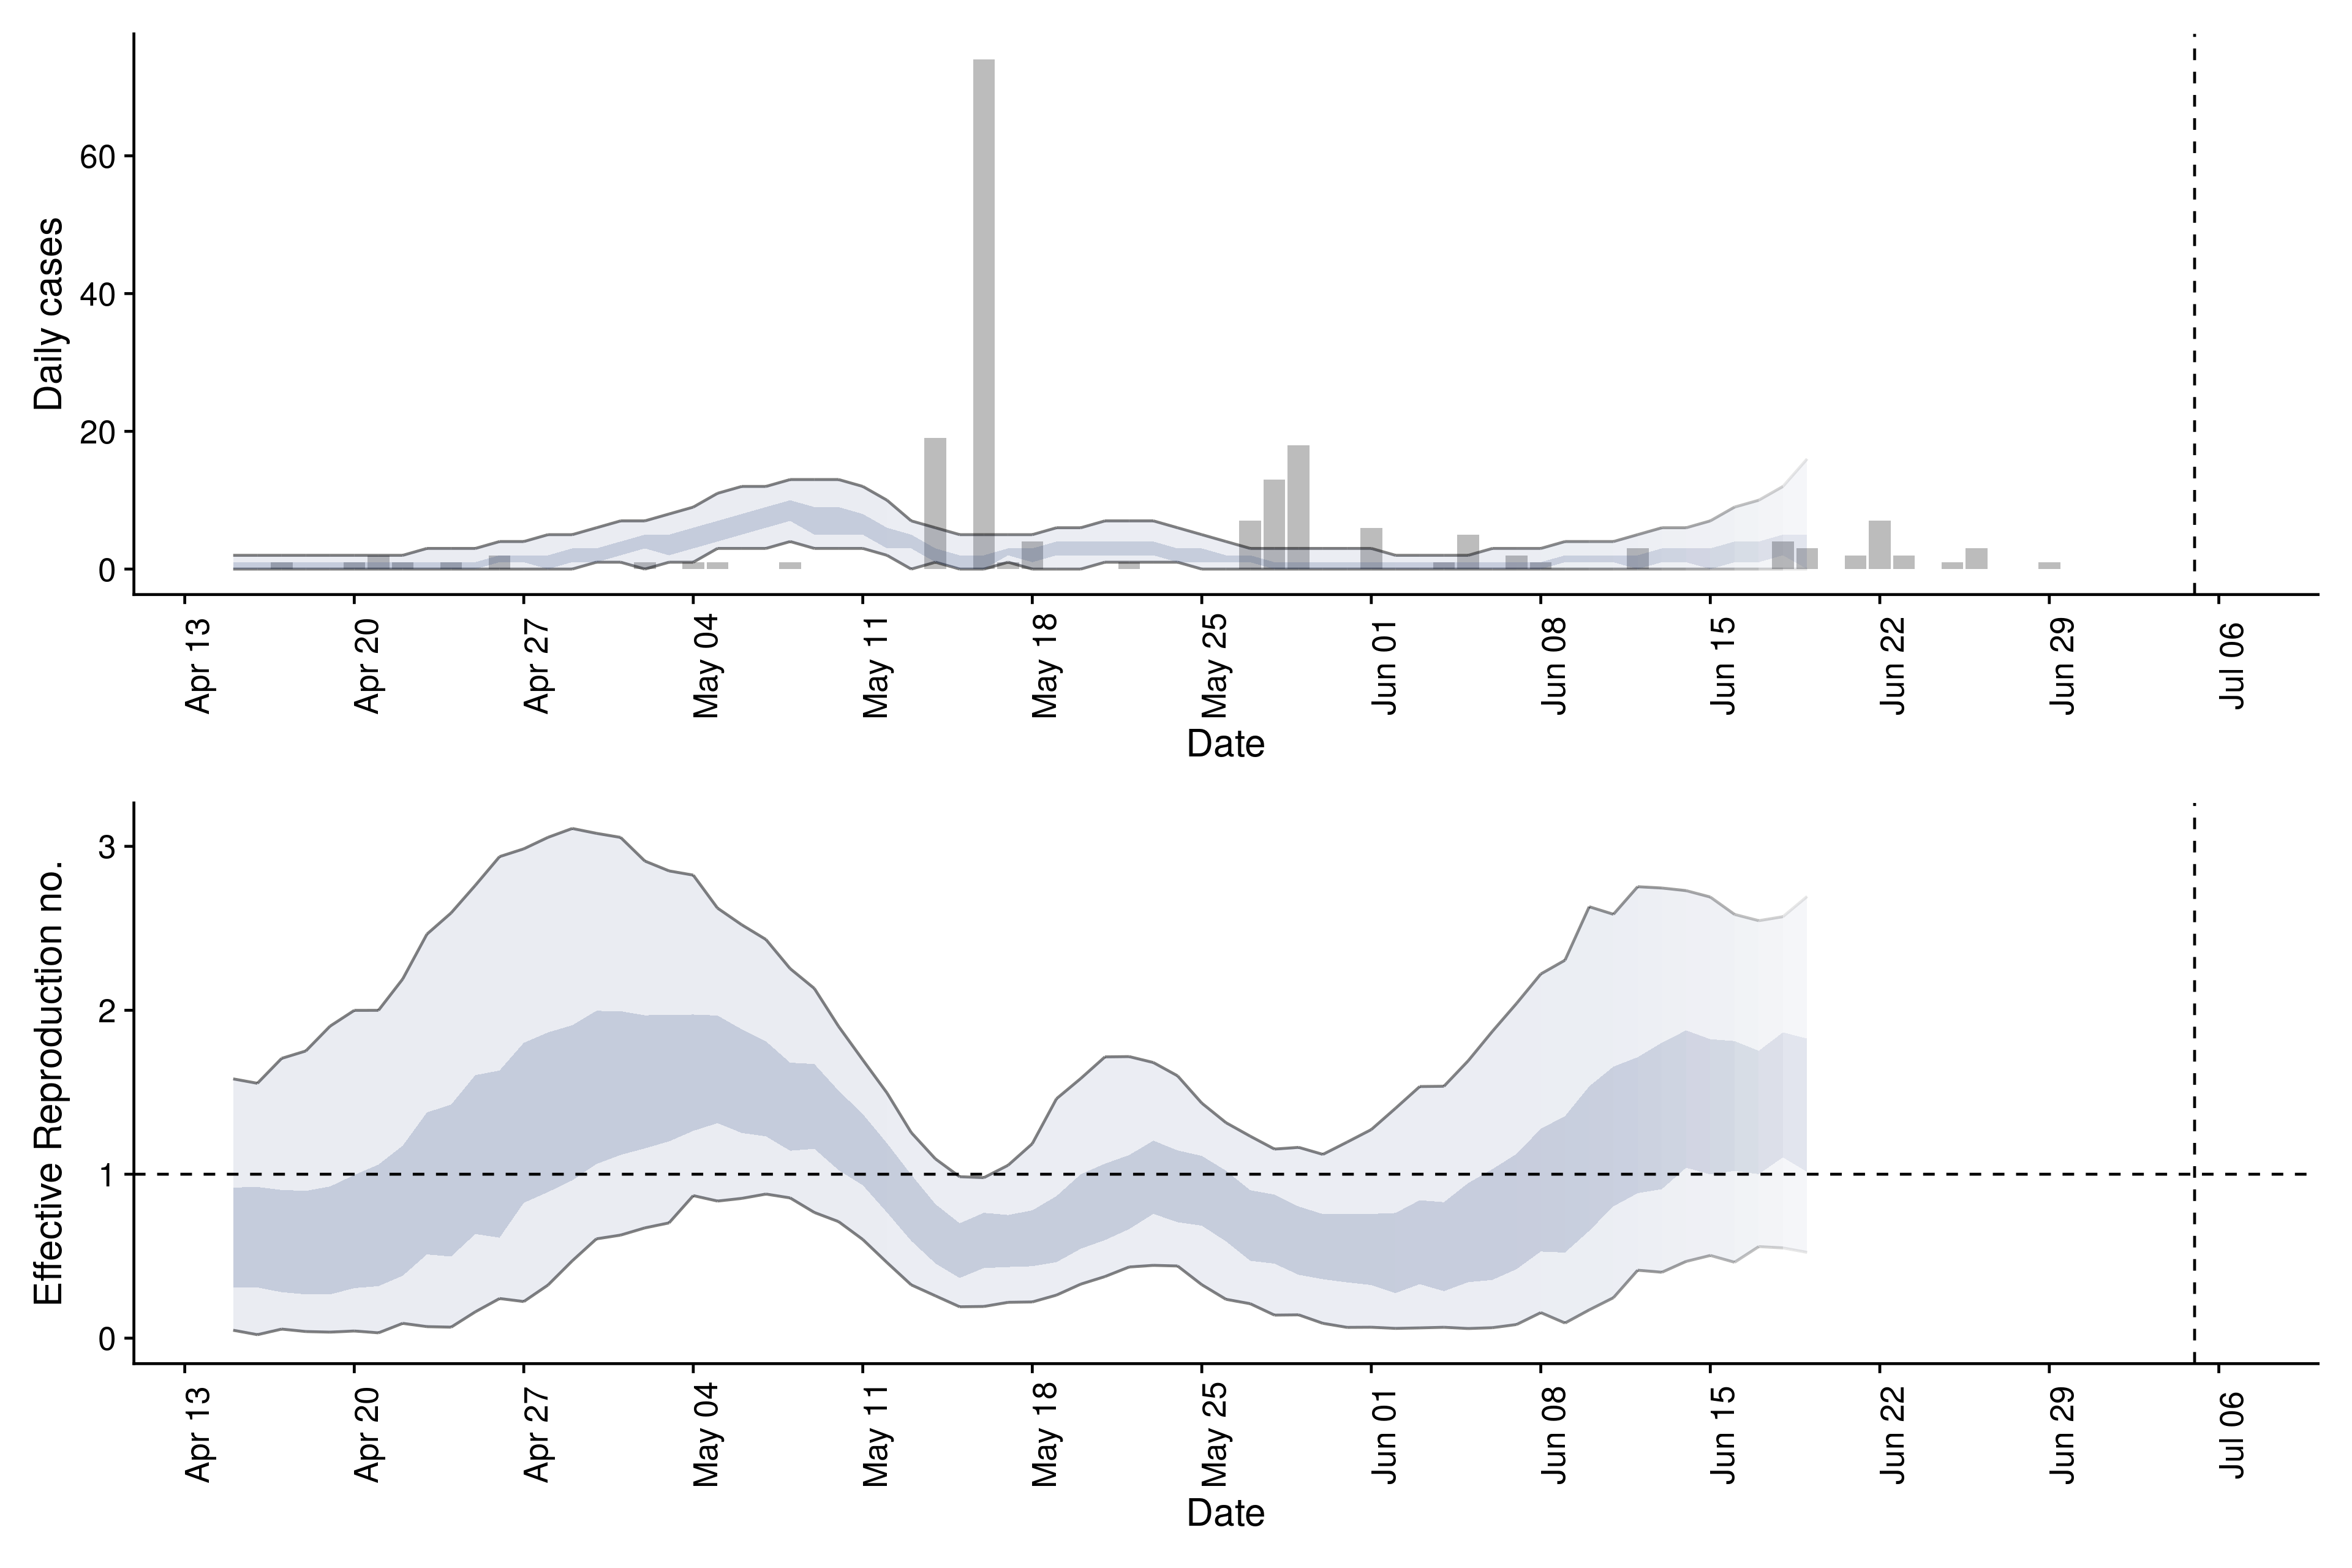 Daily cases
60
40
20
0
Apr 13
Apr 20
Apr 27
May 04
May 11
May 18
May 25
Jun 01
Jun 08
Jun 15
Jun 22
Jun 29
Jul 06
Date
Effective Reproduction no.
3
2
1
0
Apr 13
Apr 20
Apr 27
May 04
May 11
May 18
May 25
Jun 01
Jun 08
Jun 15
Jun 22
Jun 29
Jul 06
Date